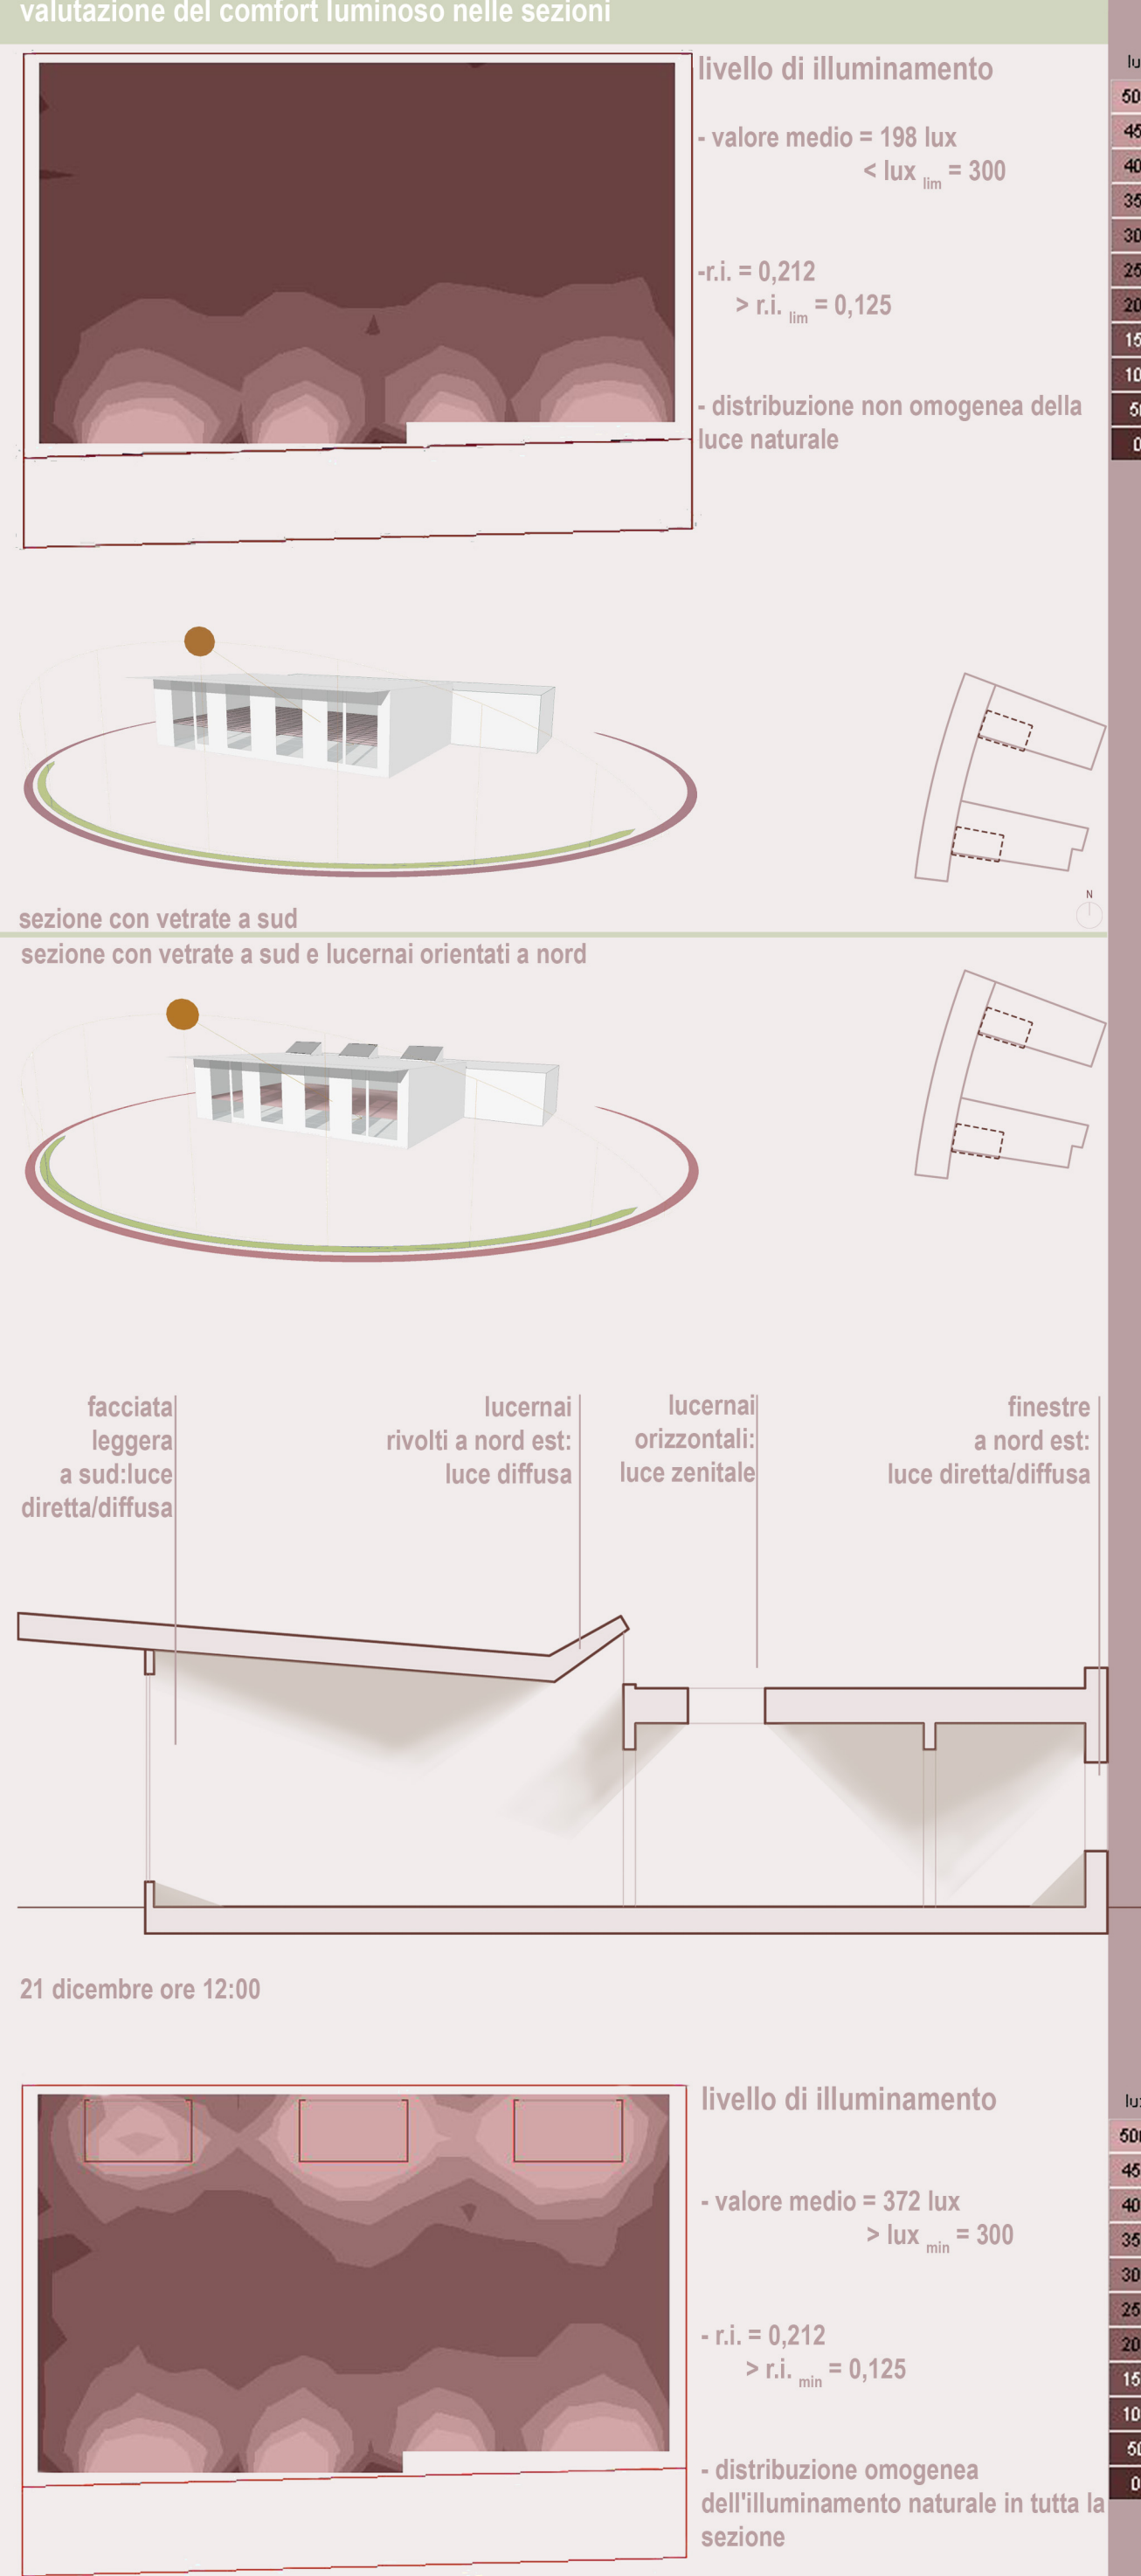 valutazione del comfort luminoso nelle sezioni
livello di illuminamento
- valore medio = 198 lux
< lux lim = 300
-r.i. = 0,212
> r.i. lim = 0,125
- distribuzione non omogenea della
luce naturale
N
sezione con vetrate a sud
sezione con vetrate a sud e lucernai orientati a nord
facciata
leggera
a sud:luce
diretta/diffusa
lucernai
rivolti a nord est:
luce diffusa
lucernai
orizzontali:
luce zenitale
finestre
a nord est:
luce diretta/diffusa
21 dicembre ore 12:00
livello di illuminamento
- valore medio = 372 lux
> lux min = 300
- r.i. = 0,212
> r.i. min = 0,125
- distribuzione omogenea
dell'illuminamento naturale in tutta la
sezione